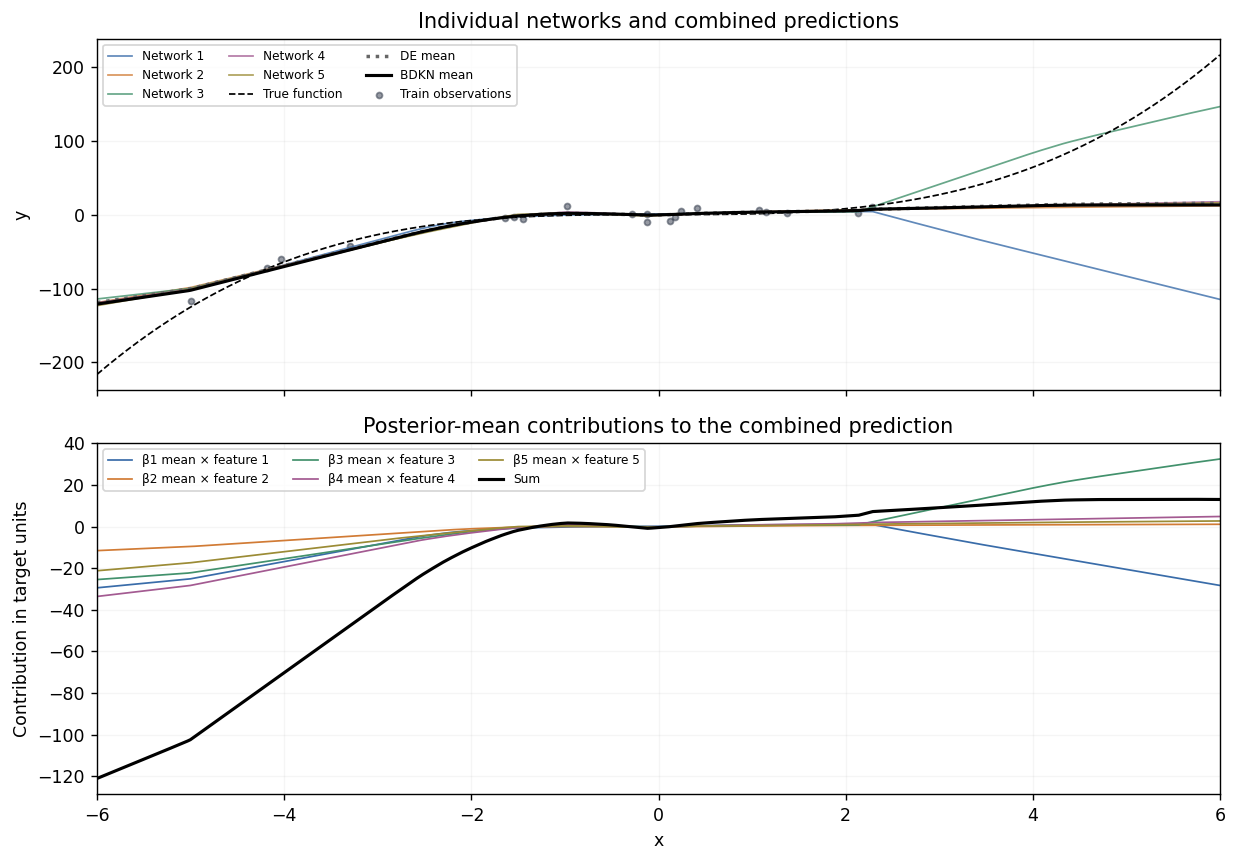 Individual networks and combined predictions
Network 1
Network 2
Network 3
Network 4
Network 5
True function
DE mean
BDKN mean
Train observations
200
100
0
−100
−200
y
Posterior-mean contributions to the combined prediction
β1 mean × feature 1
β2 mean × feature 2
β3 mean × feature 3
β4 mean × feature 4
β5 mean × feature 5
Sum
40
20
0
−20
−40
−60
−80
−100
−120
Contribution in target units
−6
−4
−2
0
2
4
6
x